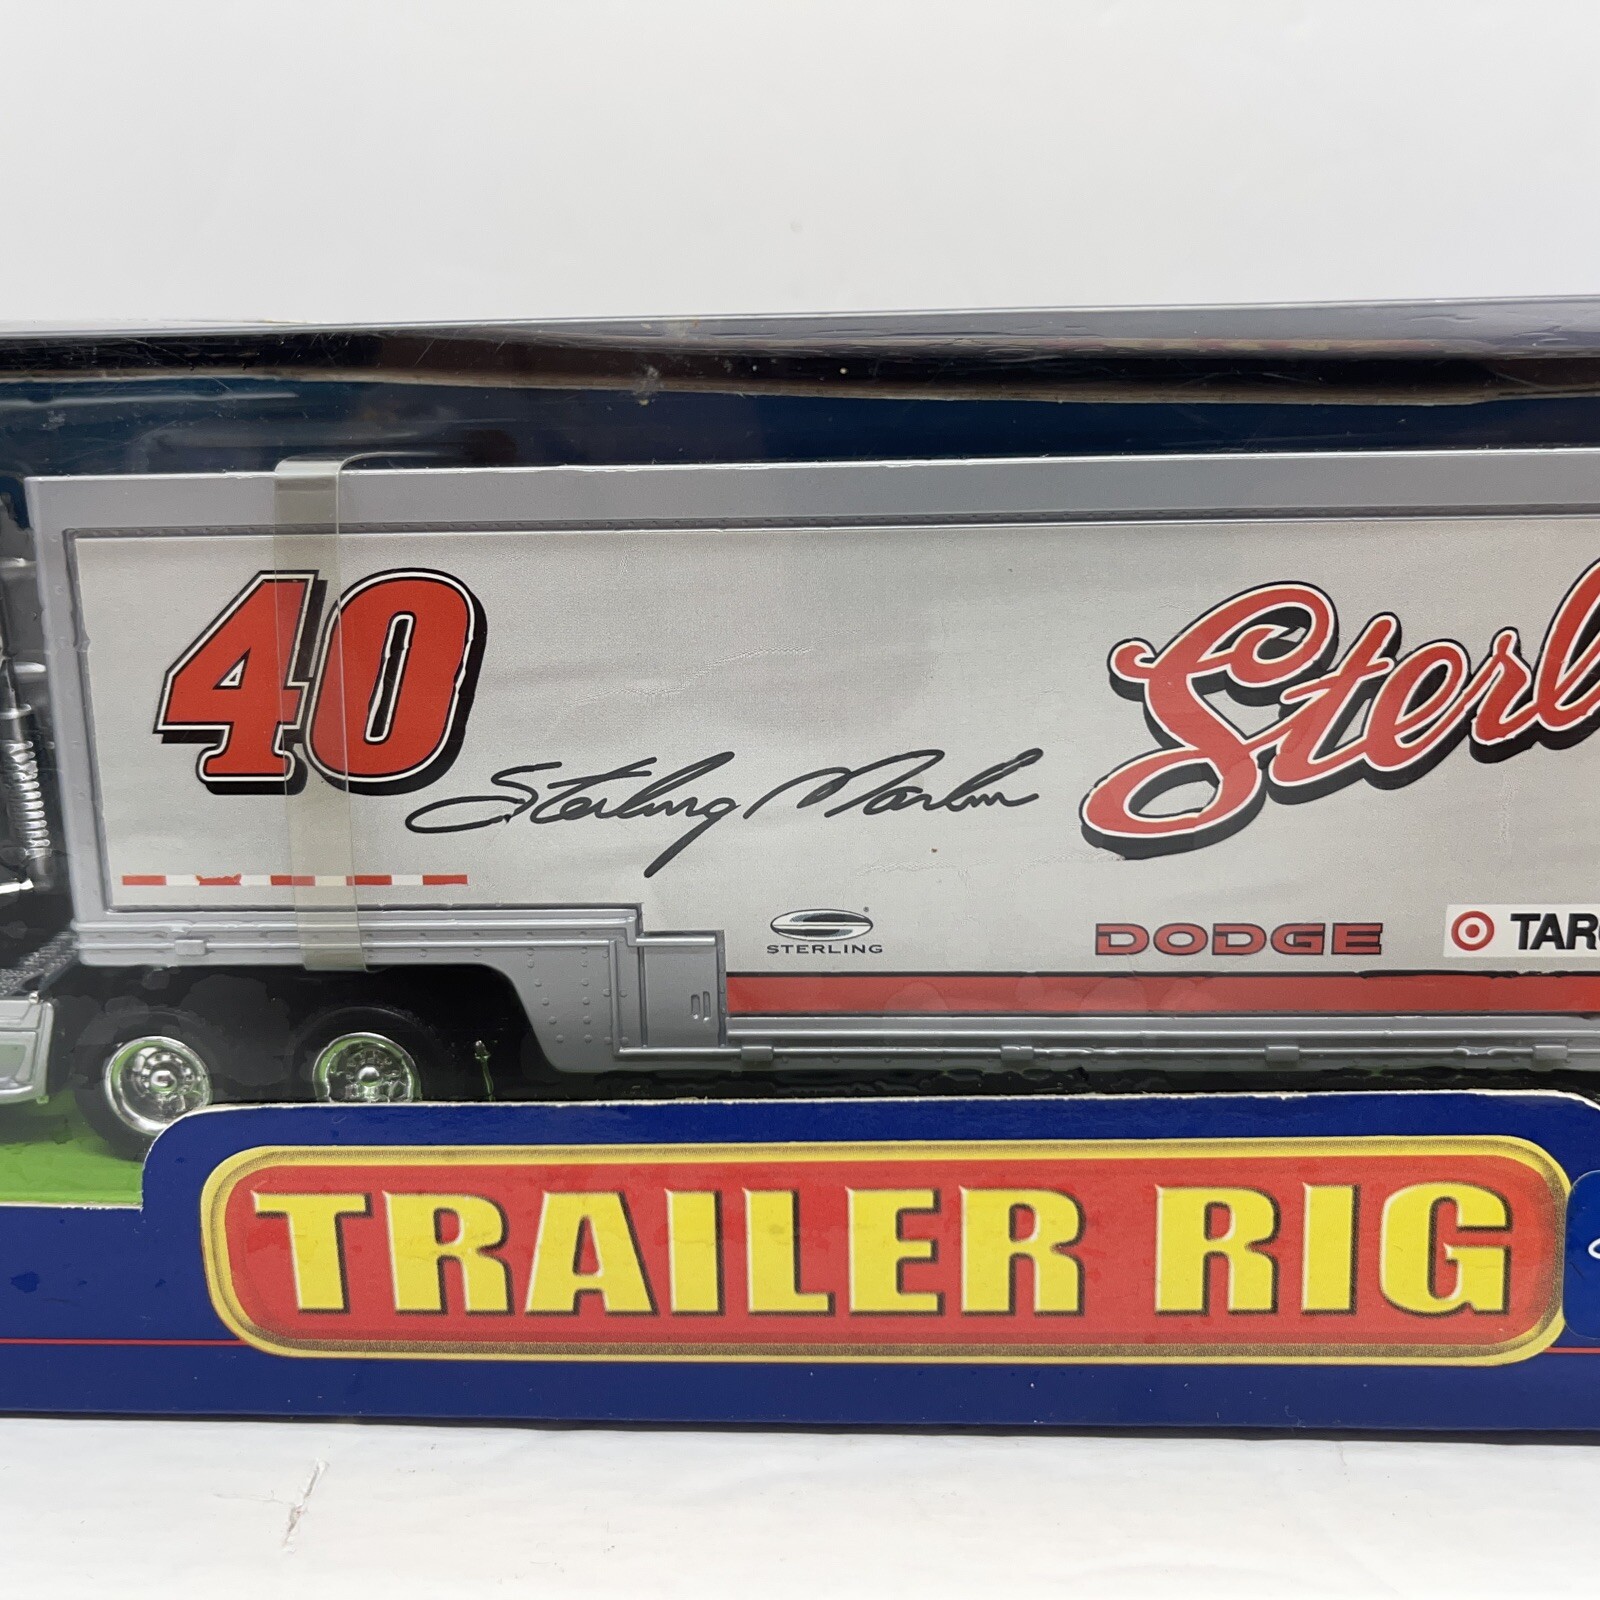 40
Sterling Marlin
Sterl
STERLING
DODGE
TAR
TRAILER RIG